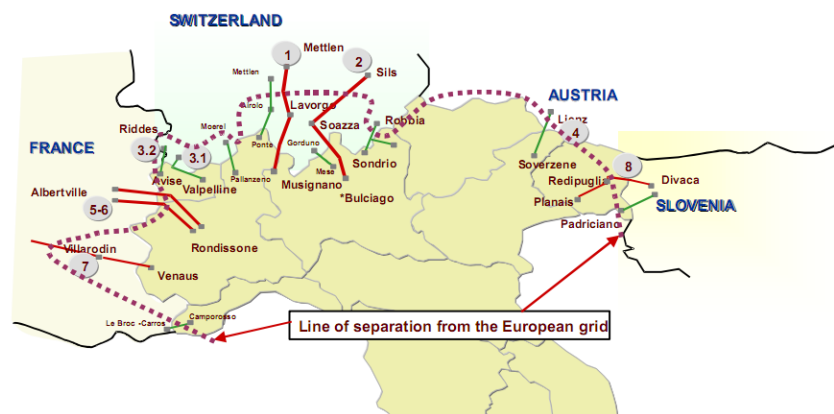 SWITZERLAND
1
Mettlen
2
Sils
Mettlen
AUSTRIA
Airolo
Lavorgo
Lienz
Riddes
Moerel
Soazza
Robbia
4
FRANCE
3.2
3.1
Ponte
Gorduno
Sondrio
Soverzene
8
Avise
Valpelline
Pallanzano
Musignano
Mese
Redipuglia
Divaca
Albertville
*Bulciago
Planais
SLOVENIA
5-6
Padriciano
Rondissone
Villarodin
7
Venaus
Camporosso
Le Broc -Carros
Line of separation from the European grid